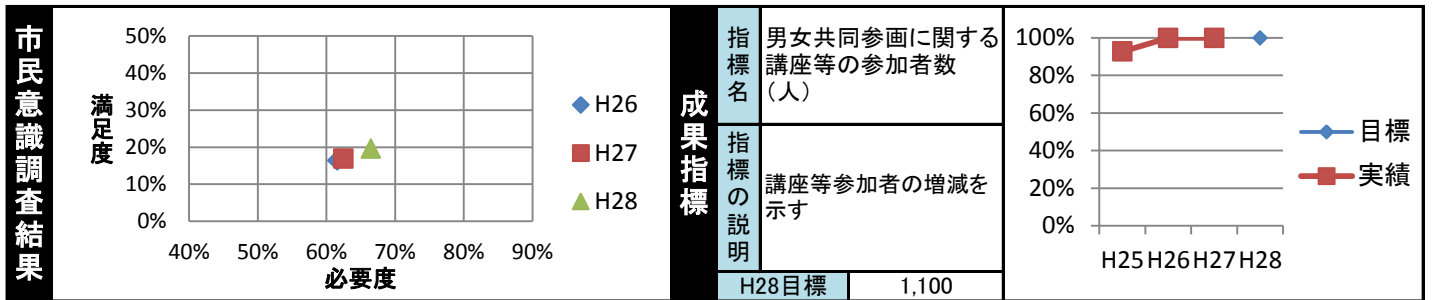 市民意識調査結果
満足度
50%
40%
30%
20%
10%
0%
40% 50% 60% 70% 80% 90%
必要度
H26
H27
H28
成果指標
指標名
男女共同参画に関する
講座等の参加者数
（人）
指標の説明
講座等参加者の増減を
示す
H28目標 1,100
100%
80%
60%
40%
20%
0%
H25 H26 H27 H28
目標
実績